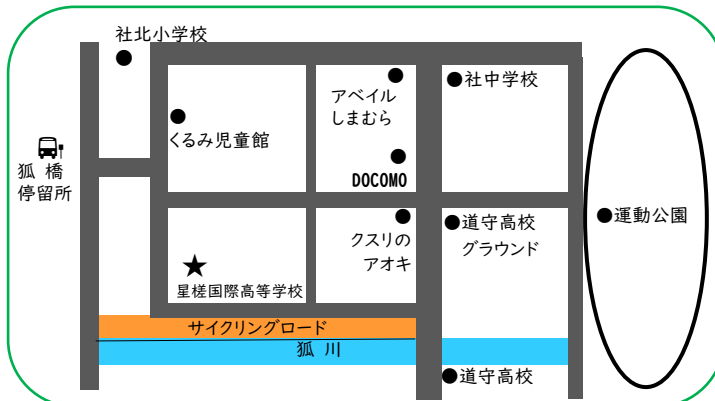 社北小学校
アベイル
しまむら
社中学校
くるみ児童館
狐 橋
停留所
DOCOMO
クスリの
アオキ
道守高校
グラウンド
運動公園
星槎国際高等学校
サイクリングロード
狐 川
道守高校